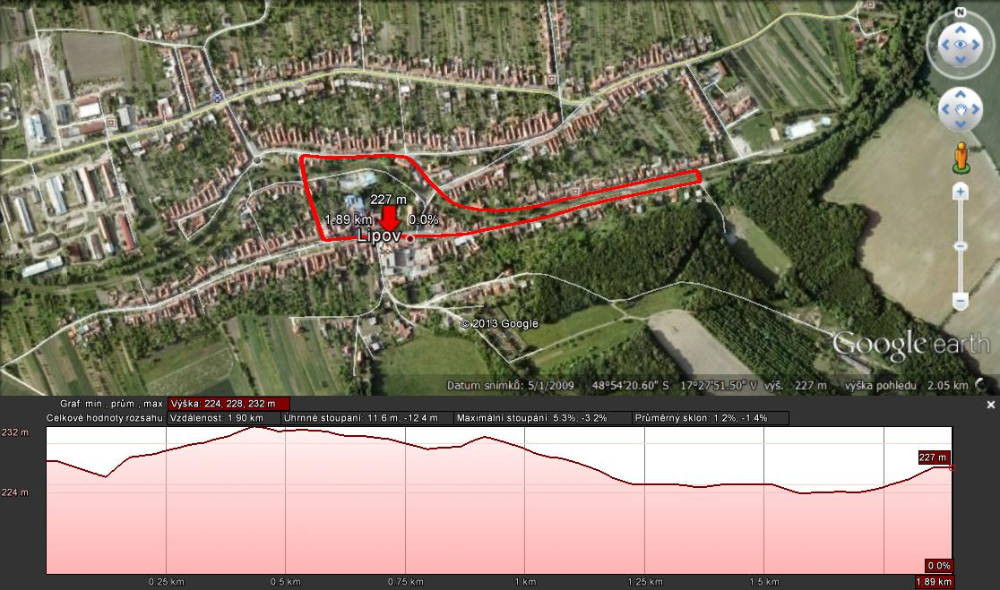 N
227 m
1.89 km 0.0%
Lipov
© 2013 Google
Google earth
Datum snímků: 5/1/2009 48°54'20.60" S 17°27'51.50" V výš. 227 m výška pohledu 2.05 km
Graf: min., prům., max. Výška: 224, 228, 232 m
Celkové hodnoty rozsahu: Vzdálenost: 1.90 km Úhrnné stoupání: 11.6 m, -12.4 m Maximální stoupání: 5.3%, -3.2% Průměrný sklon: 1.2%, -1.4%
232 m
227 m
224 m
0.0%
0.25 km 0.5 km 0.75 km 1 km 1.25 km 1.5 km 1.89 km